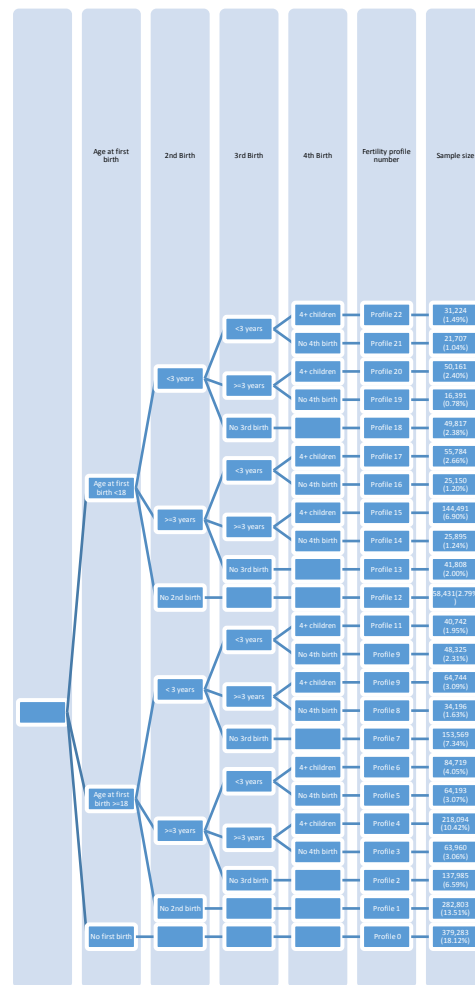 Age at first
birth
2nd Birth
3rd Birth
4th Birth
Fertility profile
number
Sample size
<3 years
4+ children
Profile 22
31,224
(1.49%)
No 4th birth
Profile 21
21,707
(1.04%)
<3 years
>=3 years
4+ children
Profile 20
50,161
(2.40%)
No 4th birth
Profile 19
16,391
(0.78%)
No 3rd birth
Profile 18
49,817
(2.38%)
Age at first
birth <18
<3 years
4+ children
Profile 17
55,784
(2.66%)
No 4th birth
Profile 16
25,150
(1.20%)
>=3 years
>=3 years
4+ children
Profile 15
144,491
(6.90%)
No 4th birth
Profile 14
25,895
(1.24%)
No 3rd birth
Profile 13
41,808
(2.00%)
No 2nd birth
Profile 12
58,431(2.79%
)
<3 years
4+ children
Profile 11
40,742
(1.95%)
No 4th birth
Profile 9
48,325
(2.31%)
< 3 years
>=3 years
4+ children
Profile 9
64,744
(3.09%)
No 4th birth
Profile 8
34,196
(1.63%)
No 3rd birth
Profile 7
153,569
(7.34%)
Age at first
birth >=18
<3 years
4+ children
Profile 6
84,719
(4.05%)
No 4th birth
Profile 5
64,193
(3.07%)
>=3 years
>=3 years
4+ children
Profile 4
218,094
(10.42%)
No 4th birth
Profile 3
63,960
(3.06%)
No 3rd birth
Profile 2
137,985
(6.59%)
No 2nd birth
Profile 1
282,803
(13.51%)
No first birth
Profile 0
379,283
(18.12%)